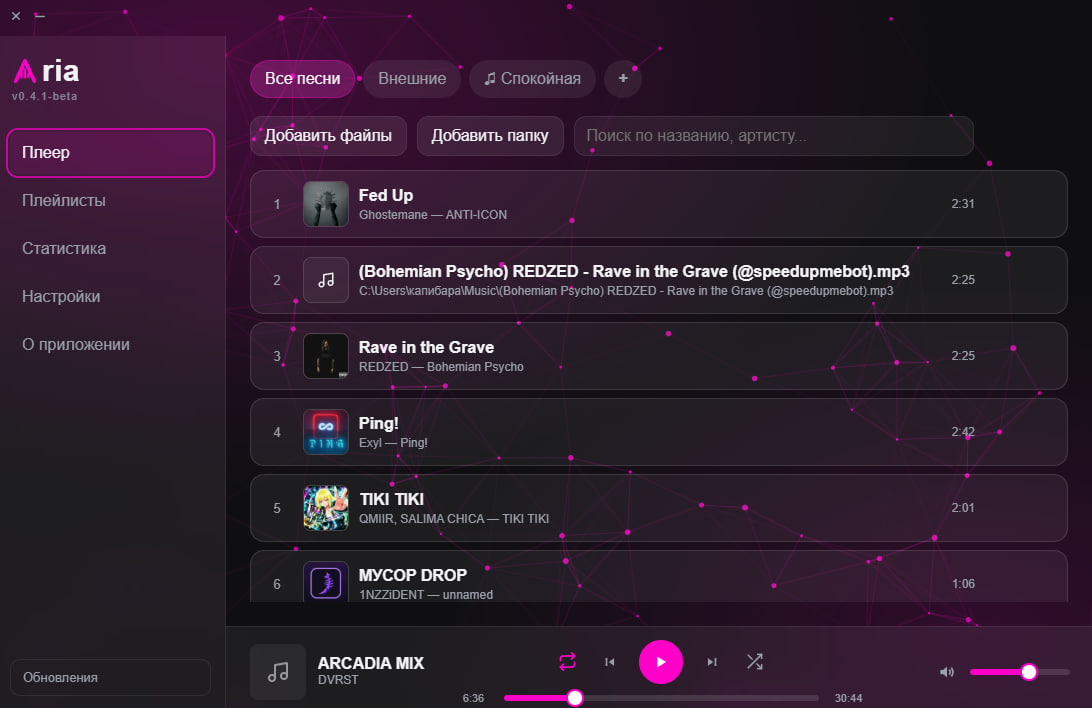 Aria
v0.4.1-beta
Плеер
Плейлисты
Статистика
Настройки
О приложении
Обновления
Все песни
Внешние
Спокойная
+
Добавить файлы
Добавить папку
Поиск по названию, артисту...
1
Fed Up
Ghostemane — ANTI-ICON
2:31
2
(Bohemian Psycho) REDZED - Rave in the Grave (@speedupmebot).mp3
C:\Users\капибара\Music\(Bohemian Psycho) REDZED - Rave in the Grave (@speedupmebot).mp3
2:25
3
Rave in the Grave
REDZED — Bohemian Psycho
2:25
4
PING
Ping!
Exyl — Ping!
2:42
5
TIKI TIKI
QMIIR, SALIMA CHICA — TIKI TIKI
2:01
6
МУСОР DROP
1NZZiDENT — unnamed
1:06
ARCADIA MIX
DVRST
6:36
30:44